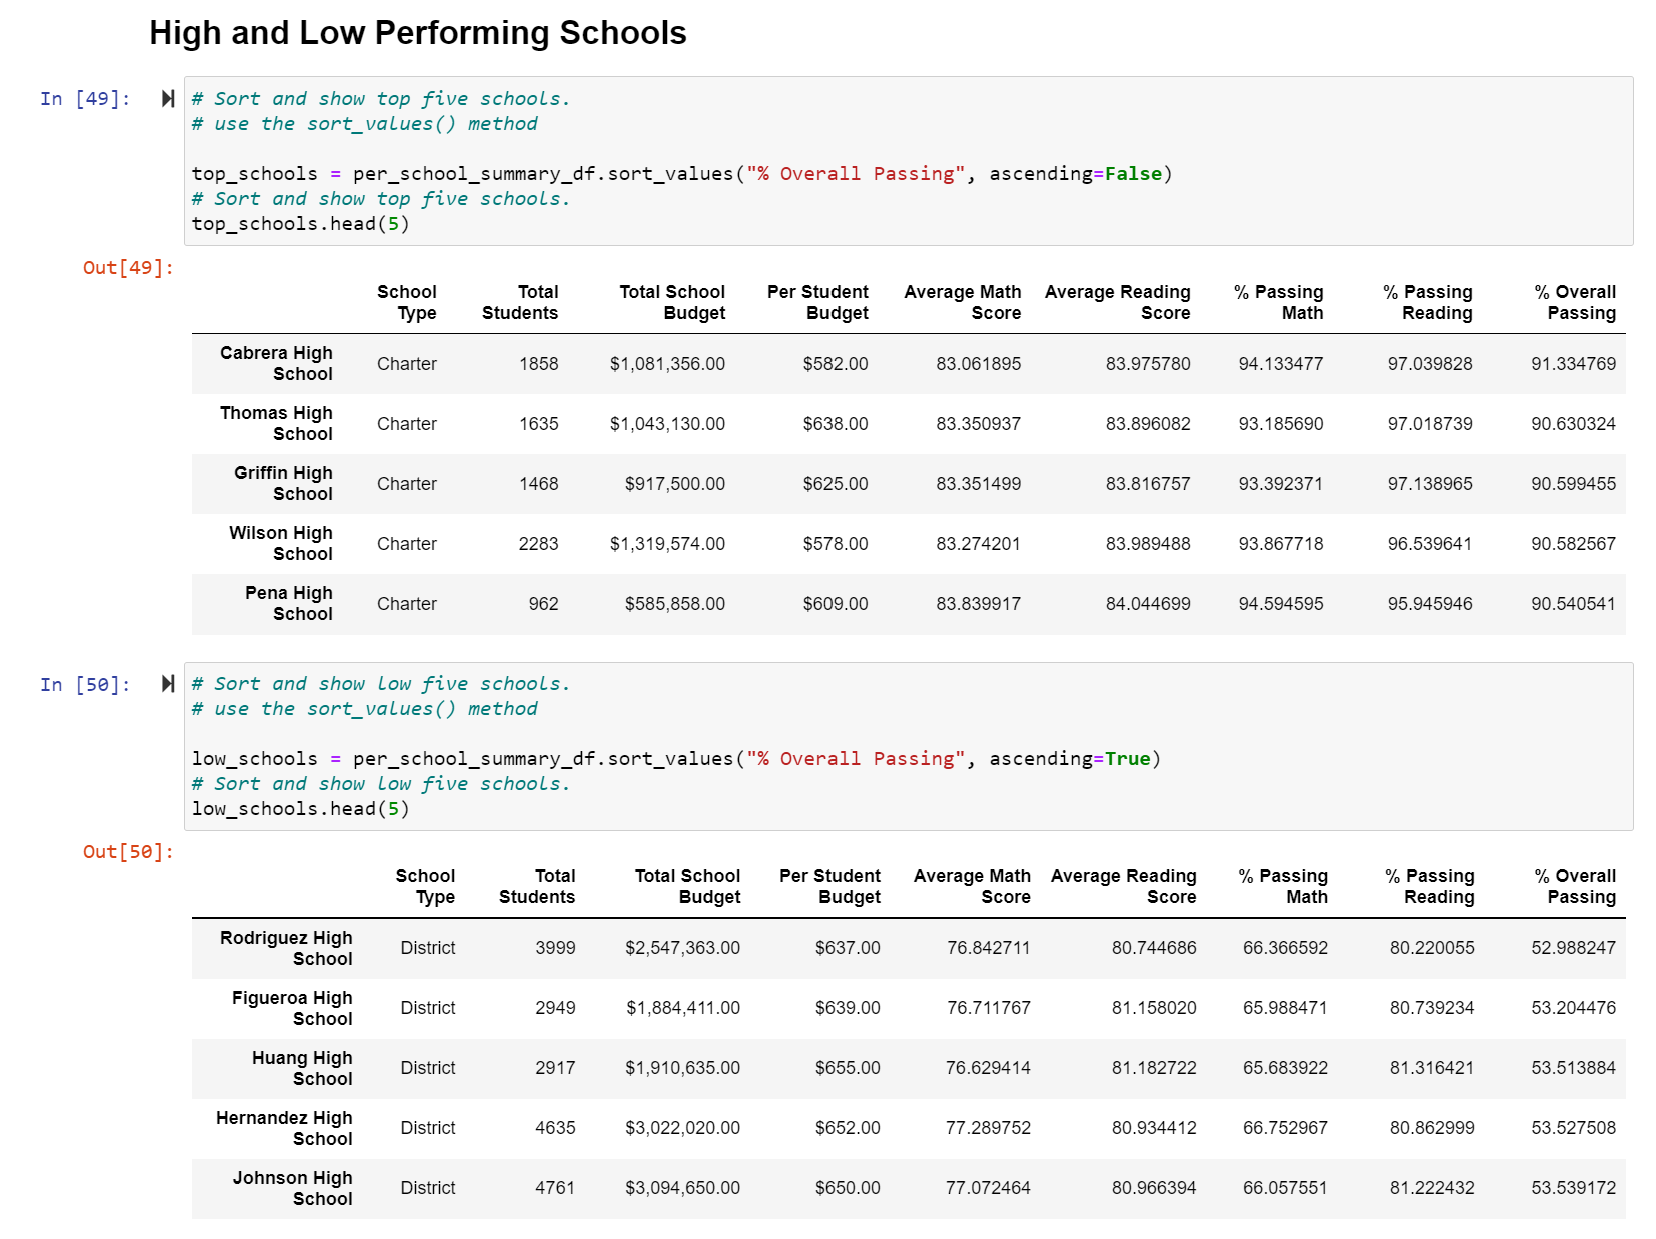 High and Low Performing Schools
In [49]:
# Sort and show top five schools.
# use the sort_values() method
top_schools = per_school_summary_df.sort_values("% Overall Passing", ascending=False)
# Sort and show top five schools.
top_schools.head(5)
Out[49]:
School Type Total Students Total School Budget Per Student Budget Average Math Score Average Reading Score % Passing Math % Passing Reading % Overall Passing
Cabrera High School Charter 1858 $1,081,356.00 $582.00 83.061895 83.975780 94.133477 97.039828 91.334769
Thomas High School Charter 1635 $1,043,130.00 $638.00 83.350937 83.896082 93.185690 97.018739 90.630324
Griffin High School Charter 1468 $917,500.00 $625.00 83.351499 83.816757 93.392371 97.138965 90.599455
Wilson High School Charter 2283 $1,319,574.00 $578.00 83.274201 83.989488 93.867718 96.539641 90.582567
Pena High School Charter 962 $585,858.00 $609.00 83.839917 84.044699 94.594595 95.945946 90.540541
In [50]:
# Sort and show low five schools.
# use the sort_values() method
low_schools = per_school_summary_df.sort_values("% Overall Passing", ascending=True)
# Sort and show low five schools.
low_schools.head(5)
Out[50]:
School Type Total Students Total School Budget Per Student Budget Average Math Score Average Reading Score % Passing Math % Passing Reading % Overall Passing
Rodriguez High School District 3999 $2,547,363.00 $637.00 76.842711 80.744686 66.366592 80.220055 52.988247
Figueroa High School District 2949 $1,884,411.00 $639.00 76.711767 81.158020 65.988471 80.739234 53.204476
Huang High School District 2917 $1,910,635.00 $655.00 76.629414 81.182722 65.683922 81.316421 53.513884
Hernandez High School District 4635 $3,022,020.00 $652.00 77.289752 80.934412 66.752967 80.862999 53.527508
Johnson High School District 4761 $3,094,650.00 $650.00 77.072464 80.966394 66.057551 81.222432 53.539172